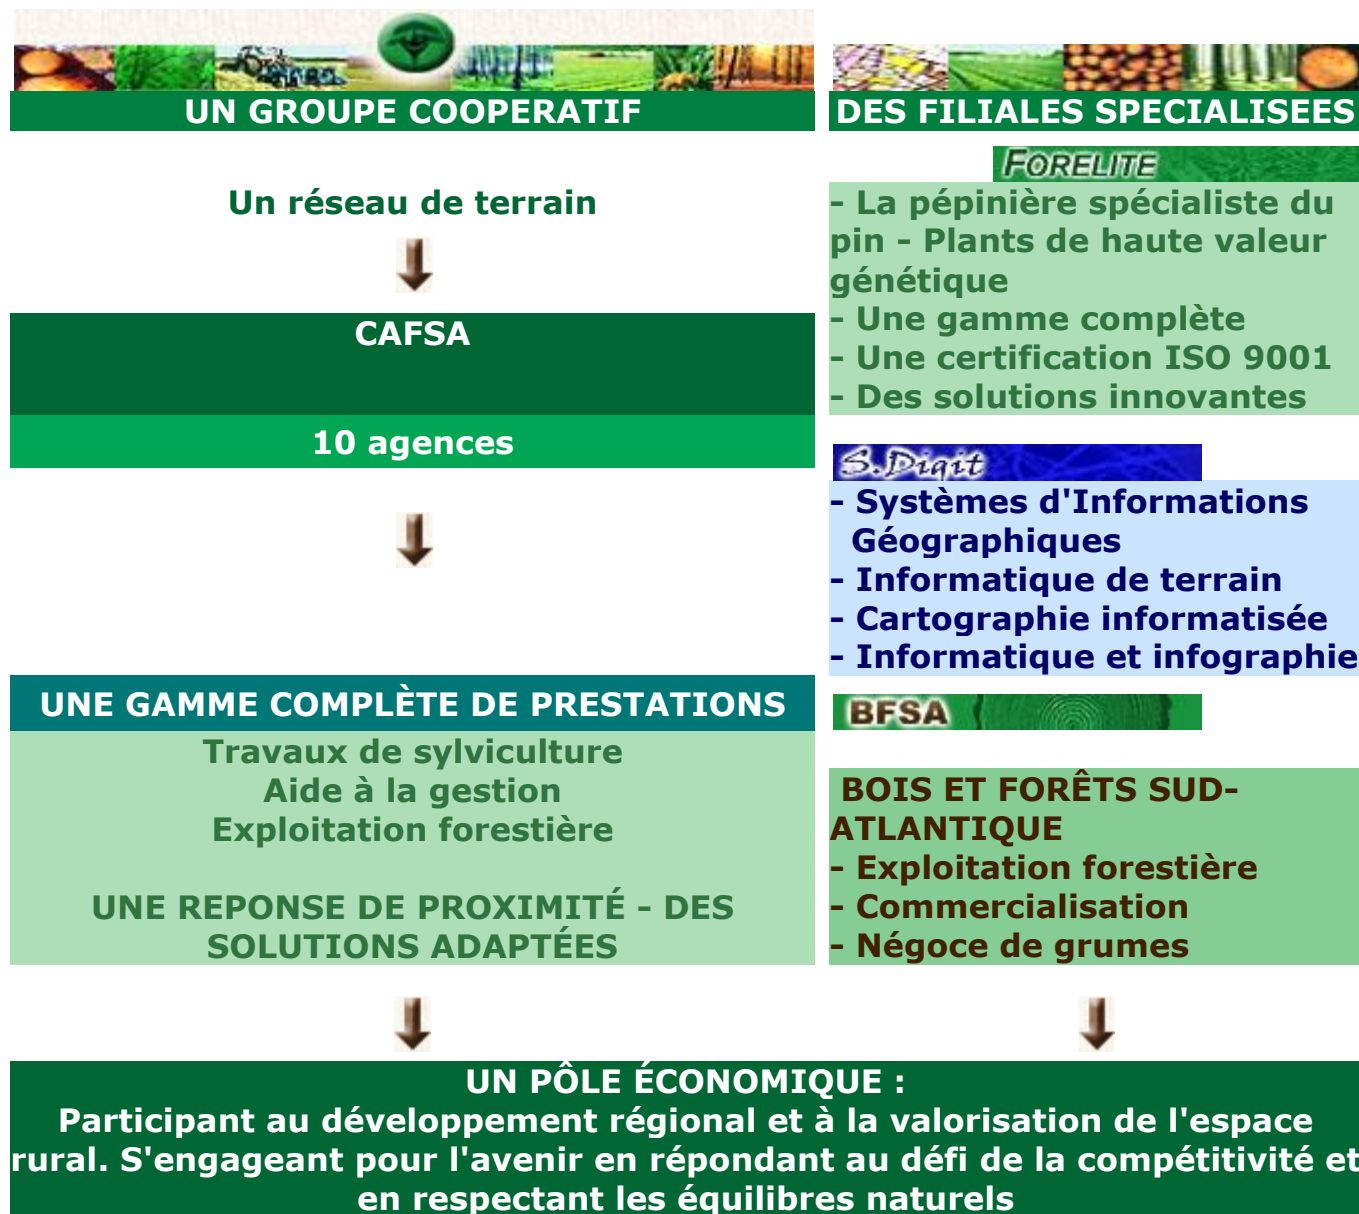 UN GROUPE COOPERATIF
Un réseau de terrain
CAFSA
10 agences
UNE GAMME COMPLÈTE DE PRESTATIONS
Travaux de sylviculture
Aide à la gestion
Exploitation forestière
UNE REPONSE DE PROXIMITÉ - DES
SOLUTIONS ADAPTÉES
DES FILIALES SPECIALISEES
FORELITE
- La pépinière spécialiste du
pin - Plants de haute valeur
génétique
- Une gamme complète
- Une certification ISO 9001
- Des solutions innovantes
S.Digit
- Systèmes d'Informations
Géographiques
- Informatique de terrain
- Cartographie informatisée
- Informatique et infographie
BFSA
BOIS ET FORÊTS SUD-
ATLANTIQUE
- Exploitation forestière
- Commercialisation
- Négoce de grumes
UN PÔLE ÉCONOMIQUE :
Participant au développement régional et à la valorisation de l'espace
rural. S'engageant pour l'avenir en répondant au défi de la compétitivité et
en respectant les équilibres naturels